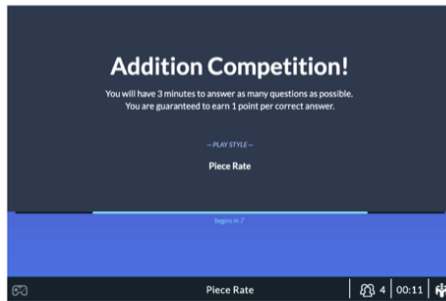 Addition Competition!
You will have 3 minutes to answer as many questions as possible.
You are guaranteed to earn 1 point per correct answer.
—PLAY STYLE—
Piece Rate
begins in 7
Piece Rate
4
00:11